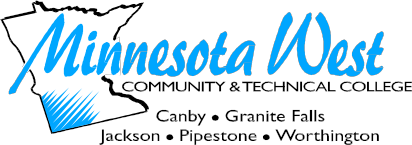 Minnesota West
COMMUNITY & TECHNICAL COLLEGE
Canby • Granite Falls
Jackson • Pipestone • Worthington